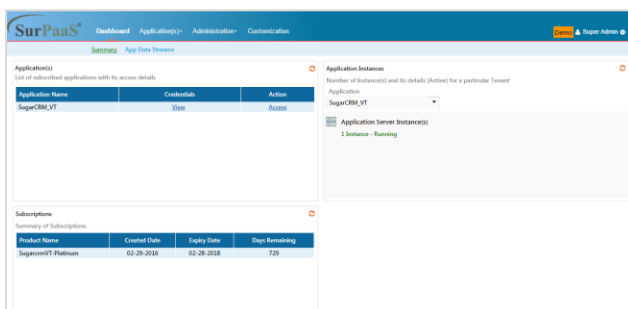 SurPaaS®
Dashboard Application(s) Administration Customization
Demo Super Admin
Summary App Data Streams
Application(s)
List of subscribed applications with its access details
Application Name Credentials Action
SugarCRM_VT View Access
Application Instances
Number of Instance(s) and its details (Active) for a particular Tenant
Application
SugarCRM_VT
Application Server Instance(s)
1 Instance - Running
Subscriptions
Summary of Subscriptions
Product Name Created Date Expiry Date Days Remaining
SugarcrmVT-Platinum 02-29-2016 02-28-2018 729